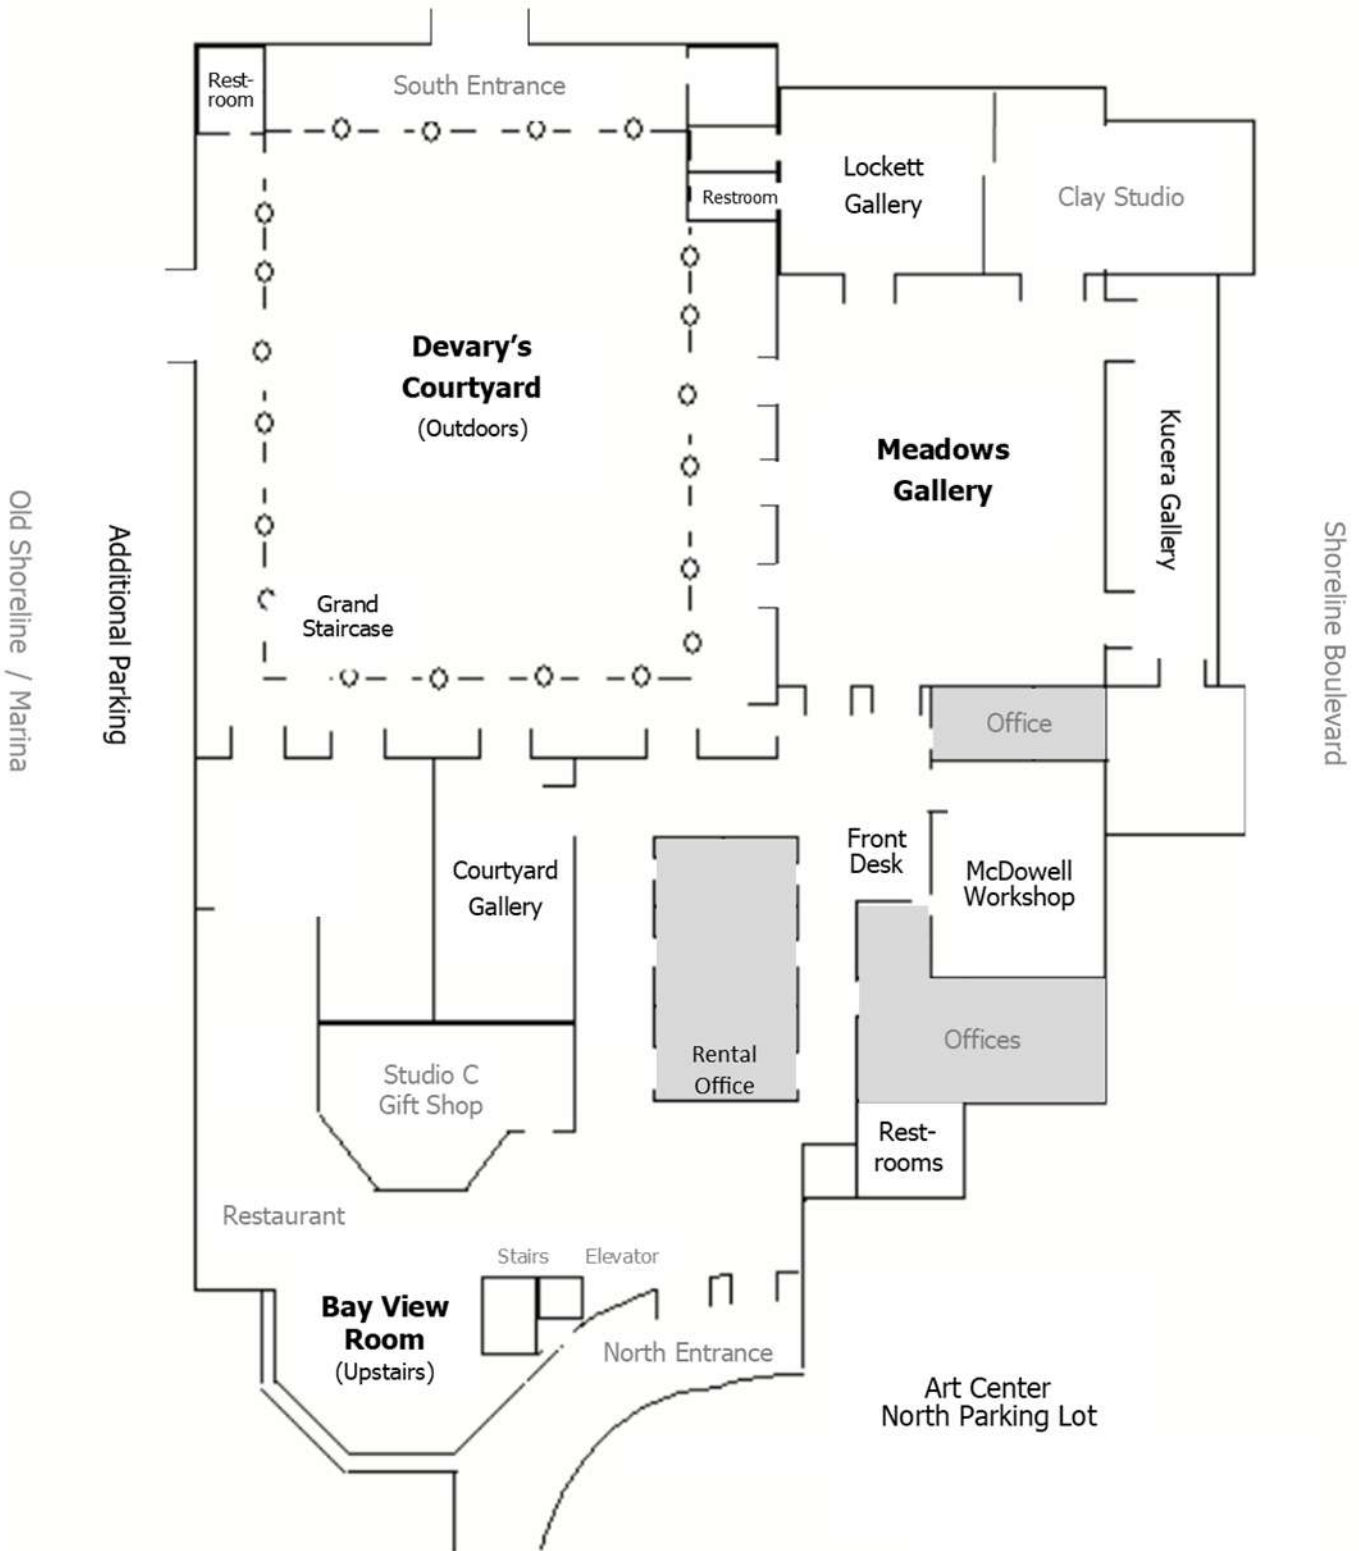 Rest-
room
South Entrance
Lockett
Gallery
Clay Studio
Restroom
Devary’s
Courtyard
(Outdoors)
Meadows
Gallery
Kucera Gallery
Old Shoreline / Marina
Additional Parking
Shoreline Boulevard
Grand
Staircase
Office
Front
Desk
McDowell
Workshop
Courtyard
Gallery
Rental
Office
Offices
Studio C
Gift Shop
Rest-
rooms
Restaurant
Stairs
Elevator
Bay View
Room
(Upstairs)
North Entrance
Art Center
North Parking Lot